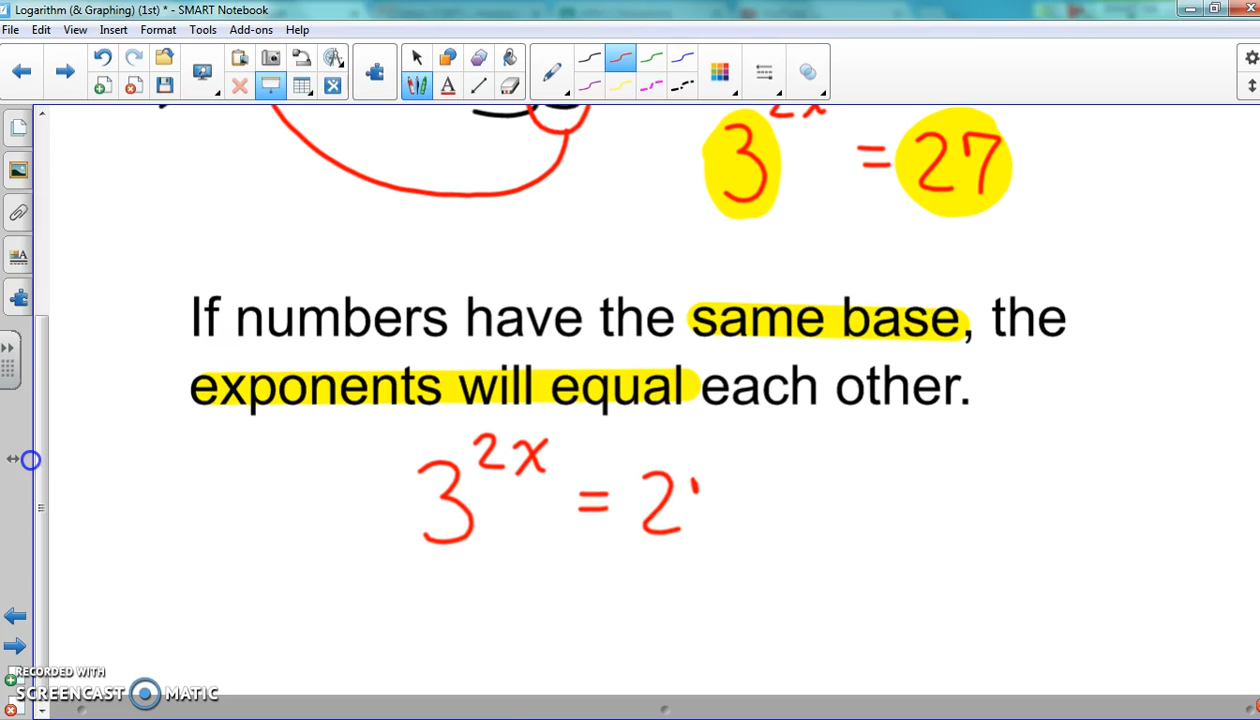 Logarithm (& Graphing) (1st) * - SMART Notebook
File Edit View Insert Format Tools Add-ons Help
3^2x = 27
If numbers have the same base, the
exponents will equal each other.
3^2x = 2
RECORDED WITH
SCREENCAST MATIC